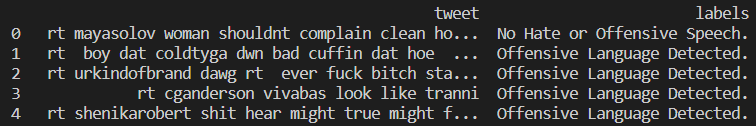 tweet labels
0 rt mayasolov woman shouldnt complain clean ho... No Hate or Offensive Speech.
1 rt boy dat coldtyga dwn bad cuffin dat hoe ... Offensive Language Detected.
2 rt urkindofbrand dawg rt ever fuck bitch sta... Offensive Language Detected.
3 rt cganderson vivabas look like tranni Offensive Language Detected.
4 rt shenikarobert shit hear might true might f... Offensive Language Detected.